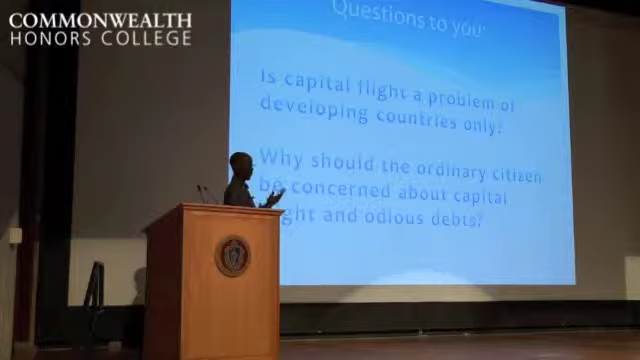 COMMONWEALTH
HONORS COLLEGE
Questions to you:
Is capital flight a problem of
developing countries only?
Why should the ordinary citizen
be concerned about capital
flight and odious debts?